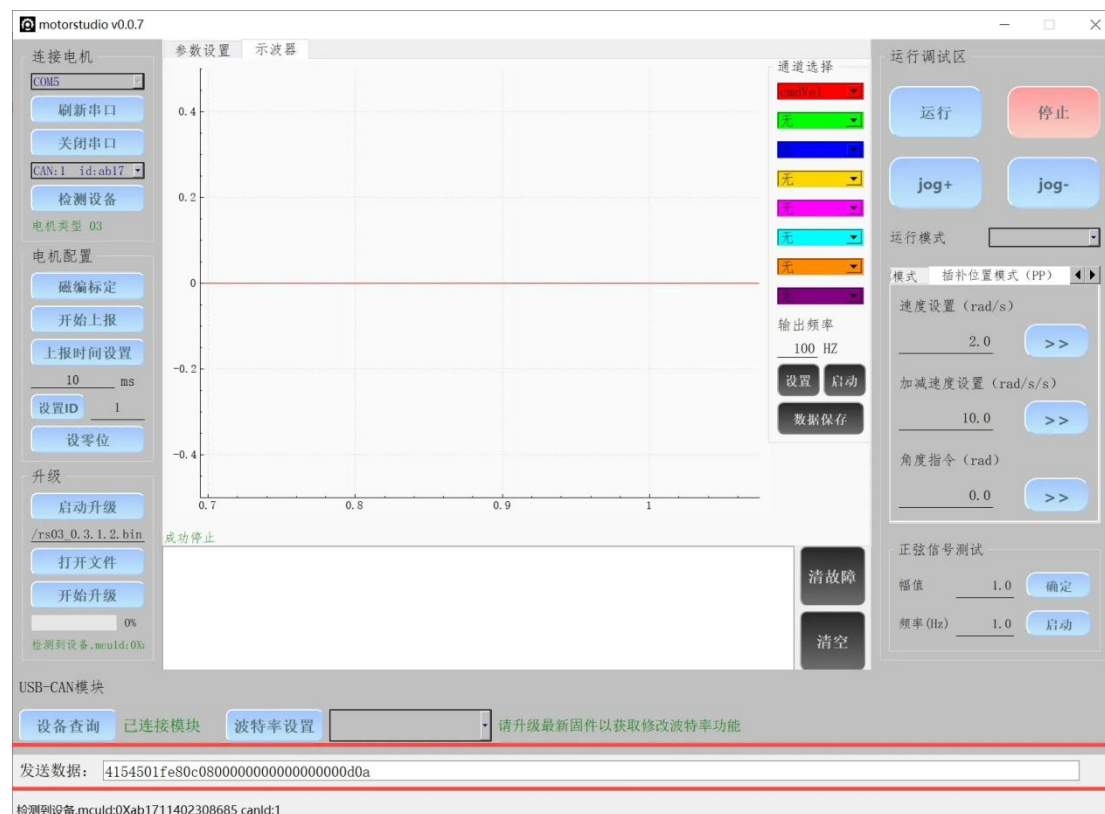 motorstudio v0.0.7
连接电机
COM5
刷新串口
关闭串口
CAN:1 id:ab17
检测设备
电机类型 03
电机配置
磁编标定
开始上报
上报时间设置
10 ms
设置ID 1
设零位
升级
启动升级
/rs03_0.3.1.2.bin
打开文件
开始升级
0%
检测到设备,mcuId:0Xa
参数设置 示波器
0.4
0.2
0
-0.2
-0.4
0.7 0.8 0.9 1
通道选择
cmdVel
无
无
无
无
无
无
无
输出频率
100 HZ
设置 启动
数据保存
成功停止
清故障
清空
运行调试区
运行 停止
jog+ jog-
运行模式
模式 插补位置模式（PP）
速度设置（rad/s）
2.0 >>
加减速度设置（rad/s/s）
10.0 >>
角度指令（rad）
0.0 >>
正弦信号测试
幅值 1.0 确定
频率(Hz) 1.0 启动
USB-CAN模块
设备查询 已连接模块 波特率设置 请升级最新固件以获取修改波特率功能
发送数据： 4154501fe80c0800000000000000000d0a
检测到设备,mcuId:0Xab1711402308685 canId:1